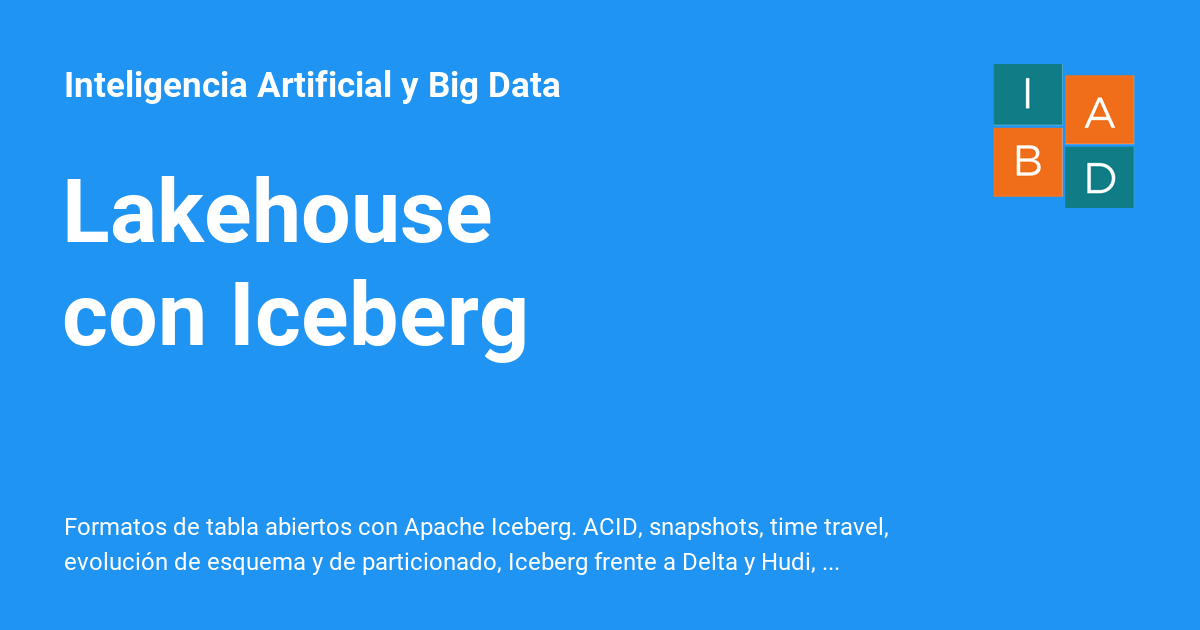 Inteligencia Artificial y Big Data
I
A
B
D
Lakehouse
con Iceberg
Formatos de tabla abiertos con Apache Iceberg. ACID, snapshots, time travel,
evolución de esquema y de particionado, Iceberg frente a Delta y Hudi, ...